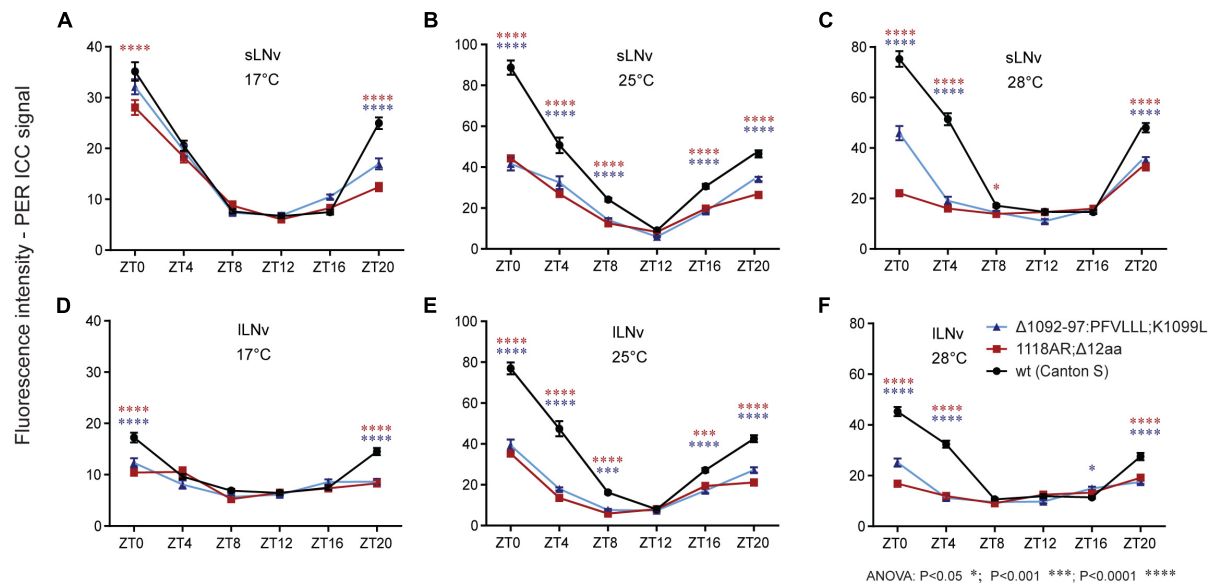 A
sLNv
17°C
****
****
****
40
30
20
10
0
ZT0 ZT4 ZT8 ZT12 ZT16 ZT20
B
sLNv
25°C
****
****
****
****
****
****
****
****
****
****
100
80
60
40
20
0
ZT0 ZT4 ZT8 ZT12 ZT16 ZT20
C
sLNv
28°C
****
****
****
****
*
****
****
80
60
40
20
0
ZT0 ZT4 ZT8 ZT12 ZT16 ZT20
Fluorescence intensity - PER ICC signal
D
lLNv
17°C
****
****
****
****
40
30
20
10
0
ZT0 ZT4 ZT8 ZT12 ZT16 ZT20
E
lLNv
25°C
****
****
****
****
****
***
***
****
****
****
100
80
60
40
20
0
ZT0 ZT4 ZT8 ZT12 ZT16 ZT20
F
lLNv
28°C
Δ1092-97:PFVLLL;K1099L
1118AR;Δ12aa
wt (Canton S)
****
****
****
****
*
****
****
80
60
40
20
0
ZT0 ZT4 ZT8 ZT12 ZT16 ZT20
ANOVA: P<0.05 *; P<0.001 ***; P<0.0001 ****